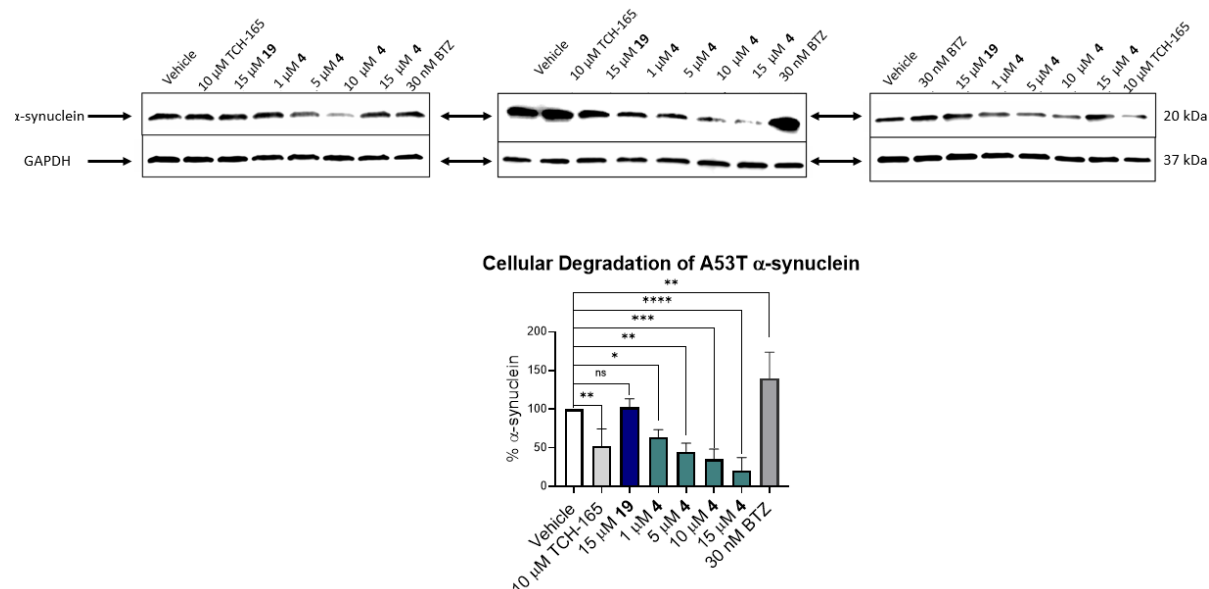 Vehicle
10 µM TCH-165
15 µM 19
1 µM 4
5 µM 4
10 µM 4
15 µM 4
30 nM BTZ
Vehicle
10 µM TCH-165
15 µM 19
1 µM 4
5 µM 4
10 µM 4
15 µM 4
30 nM BTZ
Vehicle
30 nM BTZ
15 µM 19
1 µM 4
5 µM 4
10 µM 4
15 µM 4
10 µM TCH-165
α-synuclein
20 kDa
GAPDH
37 kDa
Cellular Degradation of A53T α-synuclein
**
****
***
**
*
ns
**
% α-synuclein
200
150
100
50
0
Vehicle
10 µM TCH-165
15 µM 19
1 µM 4
5 µM 4
10 µM 4
15 µM 4
30 nM BTZ